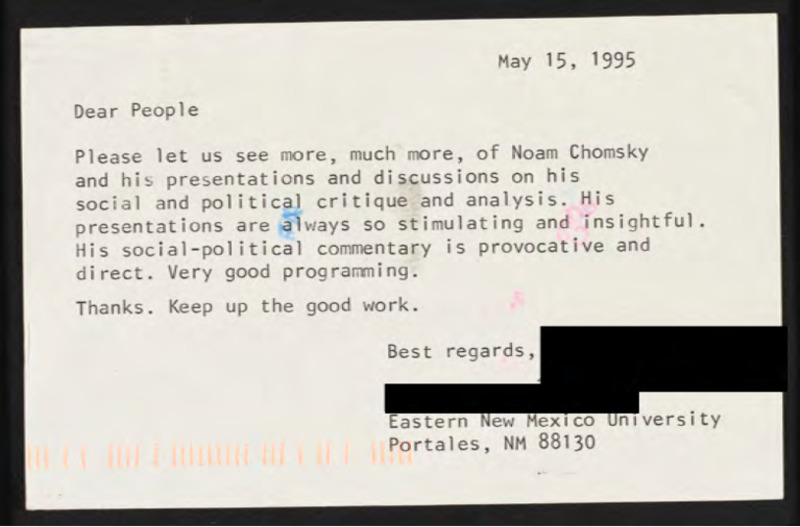 May 15, 1995
Dear People
Please let us see more, much more, of Noam Chomsky
and his presentations and discussions on his
social and political critique and analysis. His
presentations are always so stimulating and insightful.
His social-political commentary is provocative and
direct. Very good programming.
Thanks. Keep up the good work.
Best regards,
Eastern New Mexico University
Portales, NM 88130